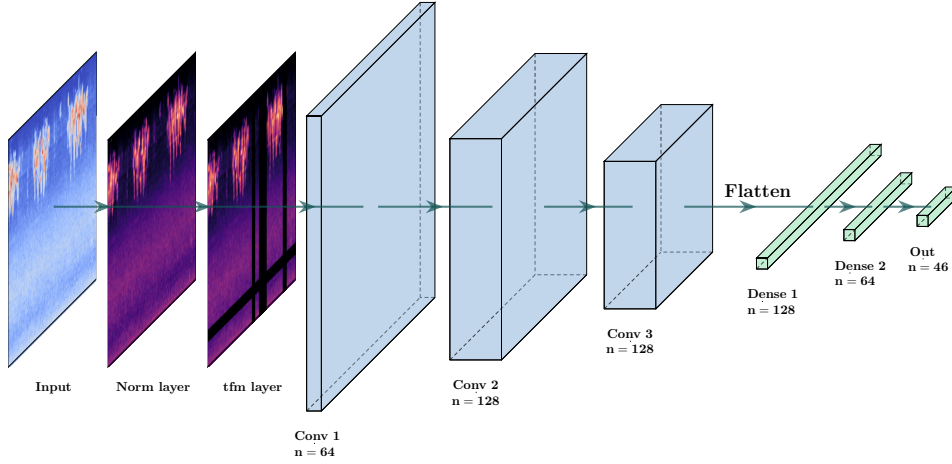 Flatten
Input
Norm layer
tfm layer
Conv 1
n = 64
Conv 2
n = 128
Conv 3
n = 128
Dense 1
n = 128
Dense 2
n = 64
Out
n = 46